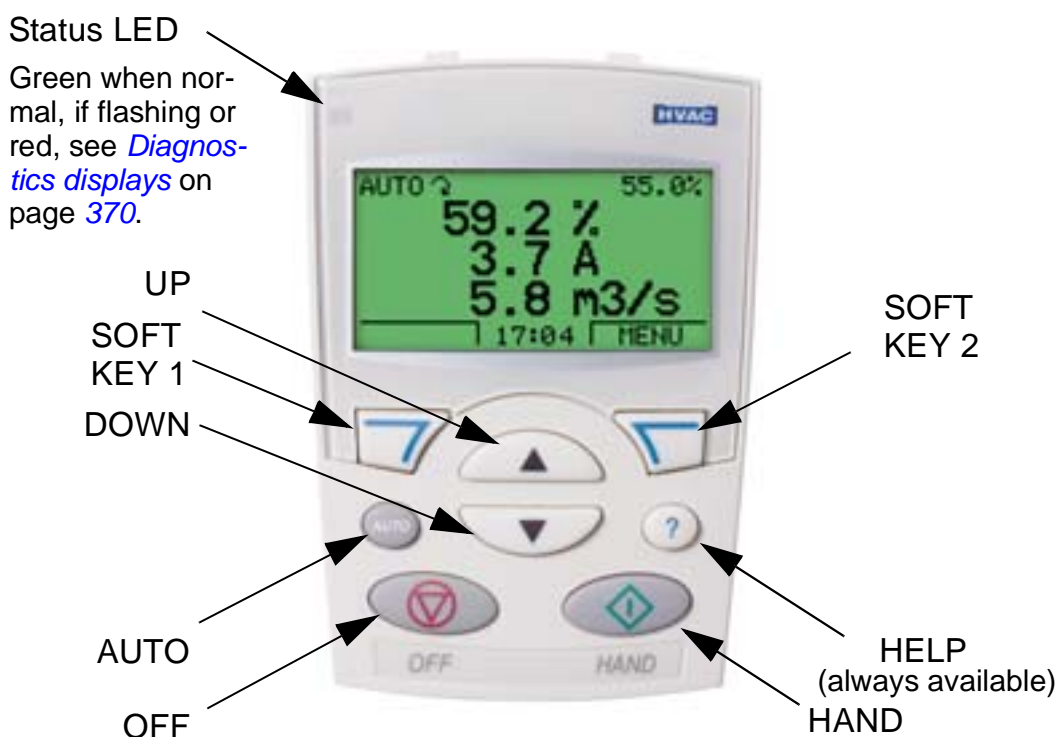 Status LED
Green when nor-
mal, if flashing or
red, see Diagnos-
tics displays on
page 370.
HVAC
AUTO 55.0%
59.2 %
3.7 A
5.8 m3/s
17:04 MENU
UP
SOFT
KEY 1
DOWN
SOFT
KEY 2
AUTO
?
OFF HAND
AUTO
OFF
HELP
(always available)
HAND